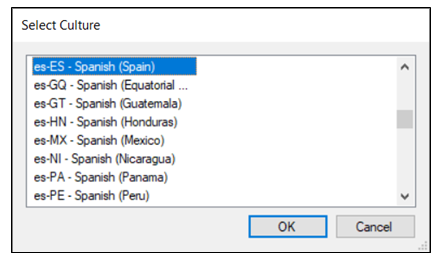 Select Culture
es-ES - Spanish (Spain)
es-GQ - Spanish (Equatorial ...
es-GT - Spanish (Guatemala)
es-HN - Spanish (Honduras)
es-MX - Spanish (Mexico)
es-NI - Spanish (Nicaragua)
es-PA - Spanish (Panama)
es-PE - Spanish (Peru)
OK Cancel